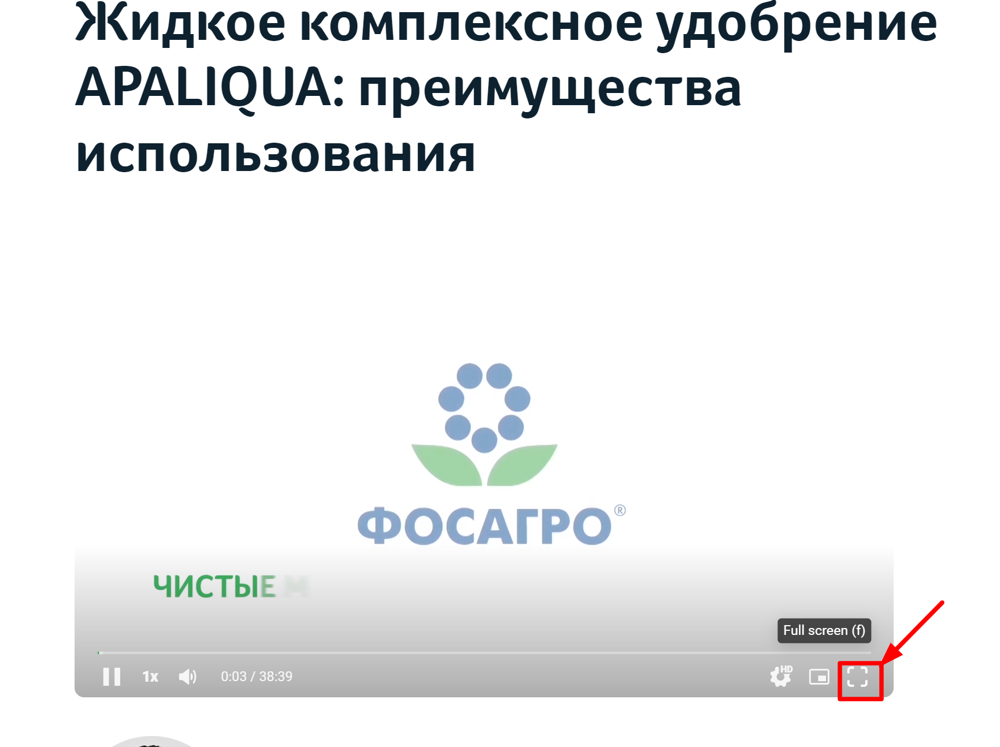 Жидкое комплексное удобрение
APALIQUA: преимущества
использования
ФОСАГРО®
ЧИСТЫЕ М
Full screen (f)
1x
0:03 / 38:39
HD